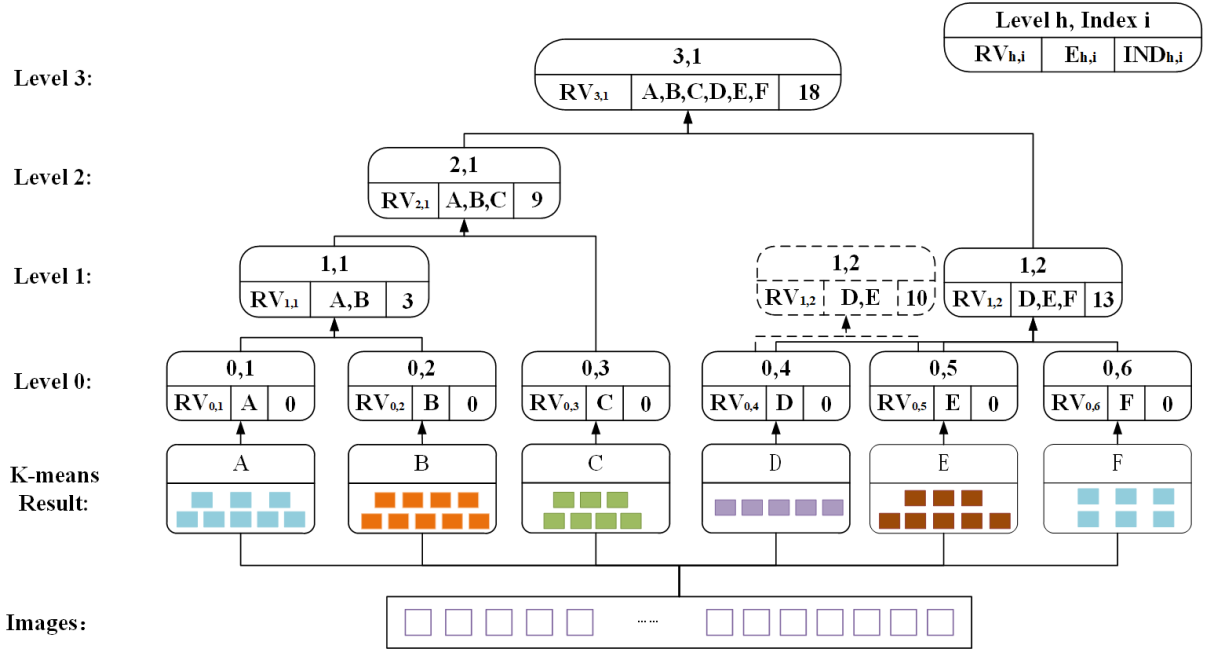 Level h, Index i
RVh,i Eh,i INDh,i
Level 3:
3,1
RV3,1 A,B,C,D,E,F 18
Level 2:
2,1
RV2,1 A,B,C 9
Level 1:
1,1 1,2 1,2
RV1,1 A,B 3 RV1,2 D,E 10 RV1,2 D,E,F 13
Level 0:
0,1 0,2 0,3 0,4 0,5 0,6
RV0,1 A 0 RV0,2 B 0 RV0,3 C 0 RV0,4 D 0 RV0,5 E 0 RV0,6 F 0
K-means
Result:
A B C D E F
Images:
......